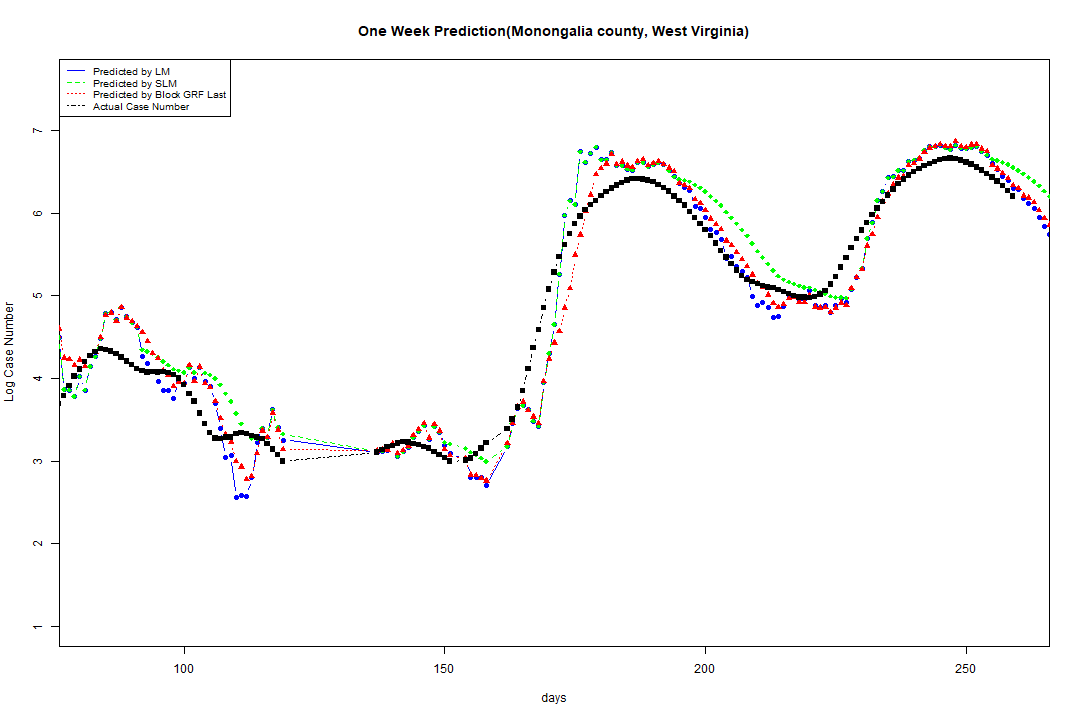 One Week Prediction(Monongalia county, West Virginia)
Predicted by LM
Predicted by SLM
Predicted by Block GRF Last
Actual Case Number
Log Case Number
7
6
5
4
3
2
1
100
150
200
250
days